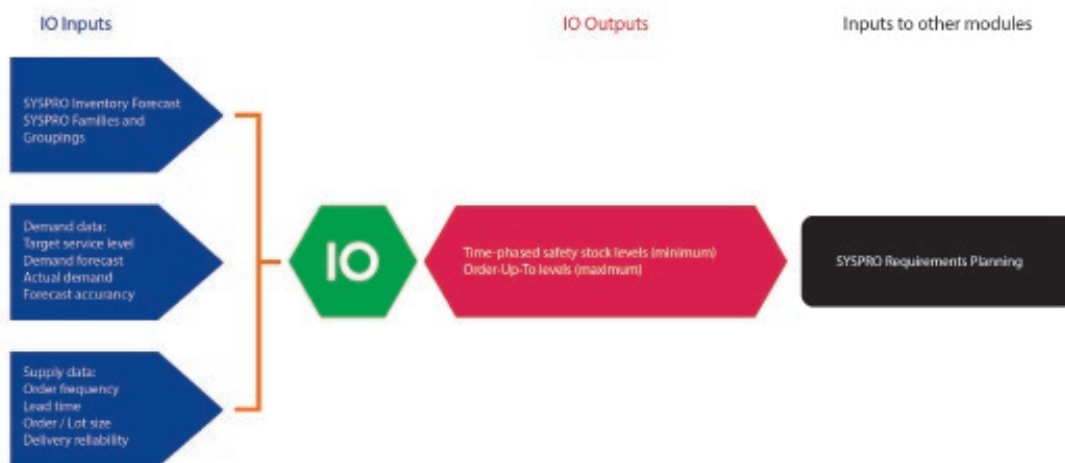 IO Inputs
IO Outputs
Inputs to other modules
SYSPRO Inventory Forecast
SYSPRO Families and
Groupings
Demand data:
Target service level
Demand forecast
Actual demand
Forecast accurancy
Supply data:
Order frequency
Lead time
Order / Lot size
Delivery reliability
IO
Time-phased safety stock levels (minimum)
Order-Up-To levels (maximum)
SYSPRO Requirements Planning